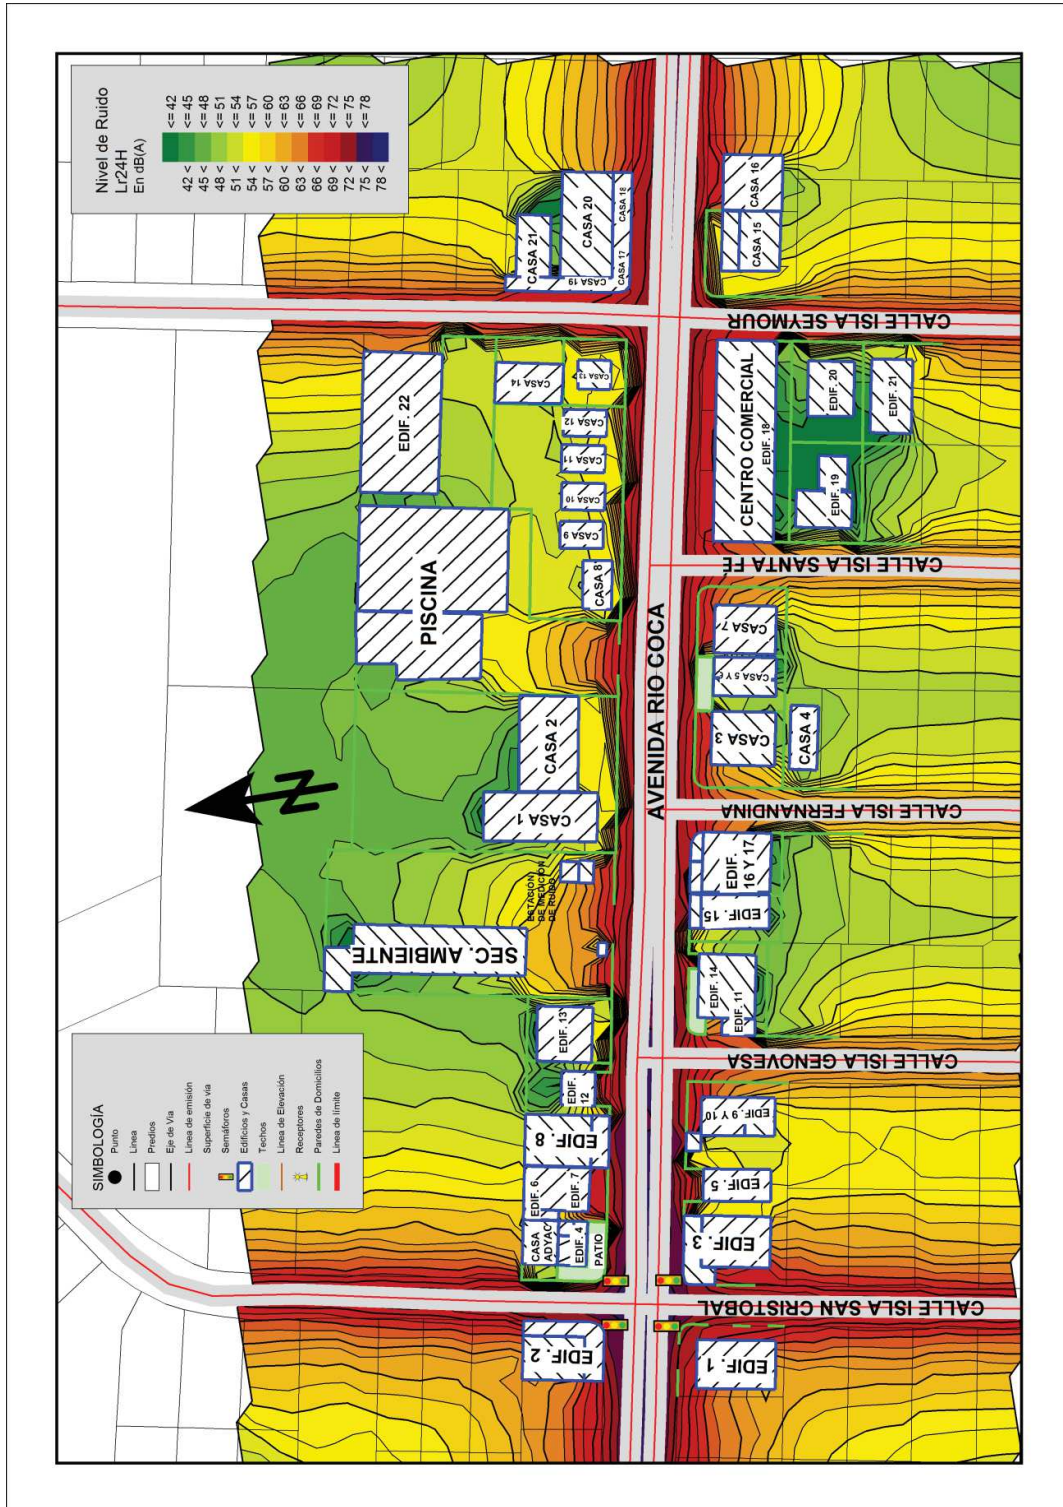 Nivel de Ruido
Lr24H
En dB(A)
<= 42
42 < <= 45
45 < <= 48
48 < <= 51
51 < <= 54
54 < <= 57
57 < <= 60
60 < <= 63
63 < <= 66
66 < <= 69
69 < <= 72
72 < <= 75
75 < <= 78
78 <
SIMBOLOGÍA
Punto
Línea
Predios
Eje de Via
Linea de emisión
Superficie de via
Semáforos
Edificios y Casas
Techos
Linea de Elevación
Receptores
Paredes de Domicilios
Linea de límite
N
EDIF. 2
CASA ADYAC
EDIF. 4
PATIO
EDIF. 6
EDIF. 7
EDIF. 8
EDIF. 12
EDIF. 13
SEC. AMBIENTE
ESTACIÓN
DE MEDICIÓN
DE RUIDO
CASA 1
CASA 2
PISCINA
CASA 8
CASA 9
CASA 10
CASA 11
CASA 12
CASA 13
CASA 14
EDIF. 22
CASA 19
CASA 21
CASA 20
CASA 17
CASA 18
AVENIDA RIO COCA
EDIF. 1
CALLE ISLA SAN CRISTOBAL
EDIF. 3
EDIF. 5
EDIF. 9 Y 10
CALLE ISLA GENOVESA
EDIF. 14
EDIF. 11
EDIF. 15
EDIF.
16 Y 17
CALLE ISLA FERNANDINA
CASA 3
CASA 4
CASA 5 Y 6
CASA 7
CALLE ISLA SANTA FE
CENTRO COMERCIAL
EDIF. 18
EDIF. 19
EDIF. 20
EDIF. 21
CALLE ISLA SEYMOUR
CASA 15
CASA 16